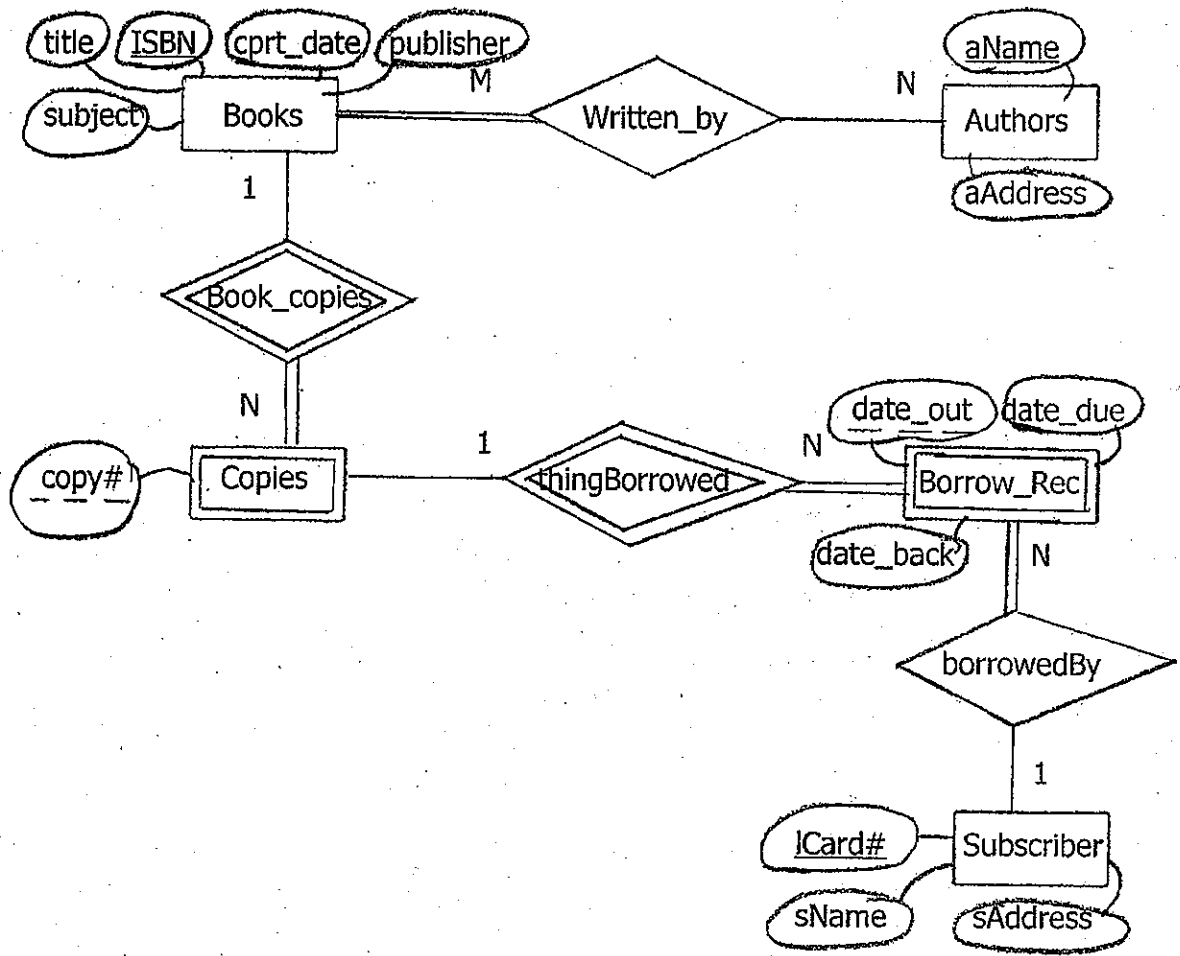 title ISBN cprt_date publisher aName
M N
subject Books Written_by Authors
1 aAddress
Book_copies
N date_out date_due
1 N
copy# Copies thingBorrowed Borrow_Rec
date_back N
borrowedBy
1
lCard# Subscriber
sName sAddress